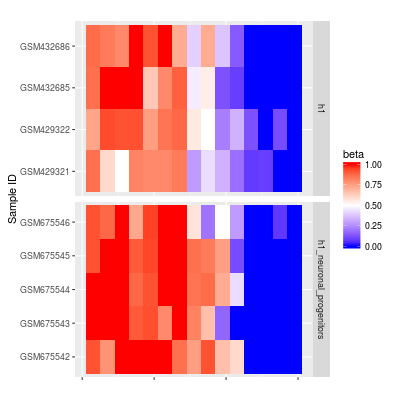 GSM432686
GSM432685
GSM429322
GSM429321
h1
GSM675546
GSM675545
GSM675544
GSM675543
GSM675542
h1_neuronal_progenitors
Sample ID
beta
1.00
0.75
0.50
0.25
0.00